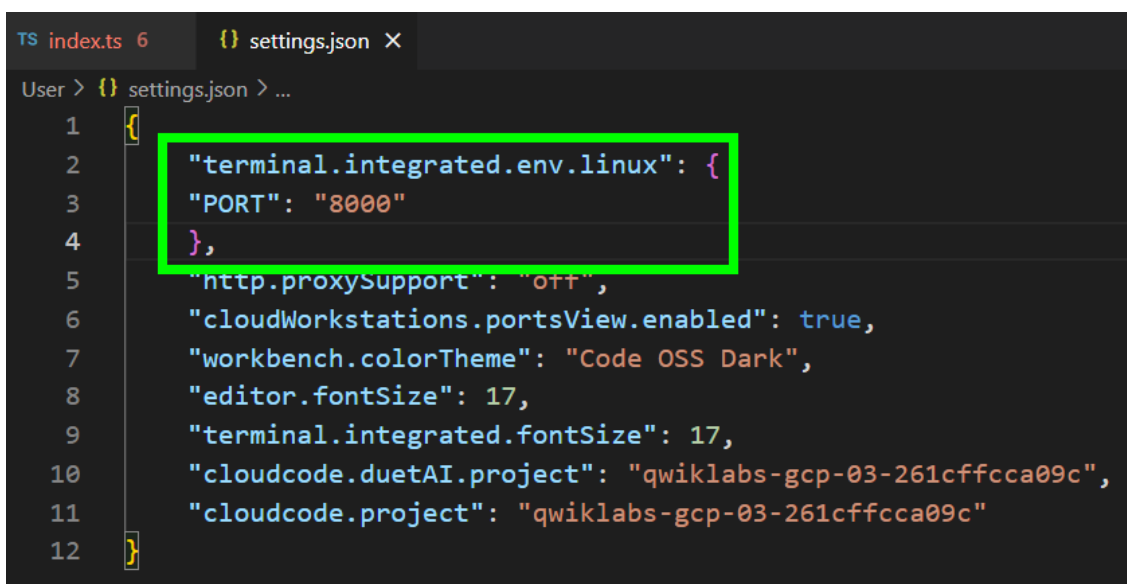 TS index.ts 6 {} settings.json ×
User > {} settings.json > ...
1 {
2 "terminal.integrated.env.linux": {
3 "PORT": "8000"
4 },
5 "http.proxySupport": "off",
6 "cloudWorkstations.portsView.enabled": true,
7 "workbench.colorTheme": "Code OSS Dark",
8 "editor.fontSize": 17,
9 "terminal.integrated.fontSize": 17,
10 "cloudcode.duetAI.project": "qwiklabs-gcp-03-261cffcca09c",
11 "cloudcode.project": "qwiklabs-gcp-03-261cffcca09c"
12 }